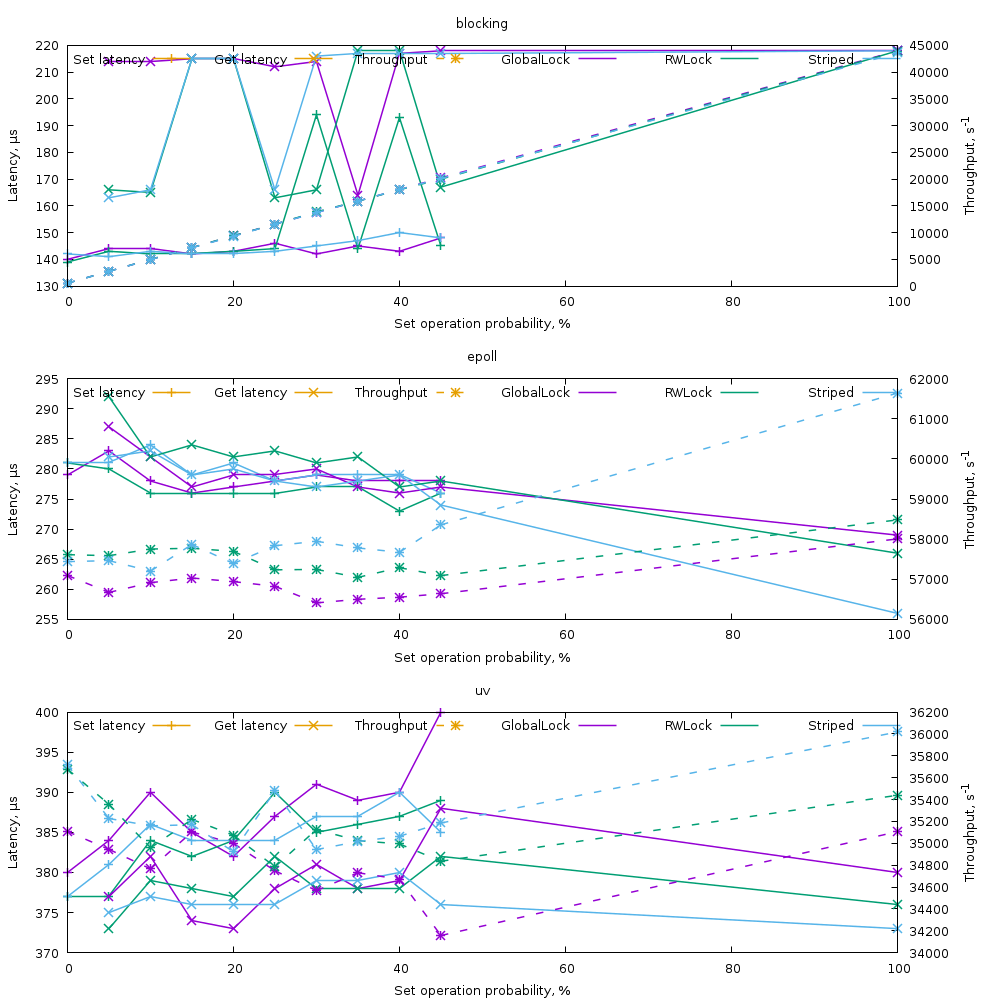 blocking
Set latency Get latency Throughput GlobalLock RWLock Striped
220 210 200 190 180 170 160 150 140 130
Latency, µs
45000 40000 35000 30000 25000 20000 15000 10000 5000 0
Throughput, s⁻¹
0 20 40 60 80 100
Set operation probability, %
epoll
Set latency Get latency Throughput GlobalLock RWLock Striped
295 290 285 280 275 270 265 260 255
Latency, µs
62000 61000 60000 59000 58000 57000 56000
Throughput, s⁻¹
0 20 40 60 80 100
Set operation probability, %
uv
Set latency Get latency Throughput GlobalLock RWLock Striped
400 395 390 385 380 375 370
Latency, µs
36200 36000 35800 35600 35400 35200 35000 34800 34600 34400 34200 34000
Throughput, s⁻¹
0 20 40 60 80 100
Set operation probability, %